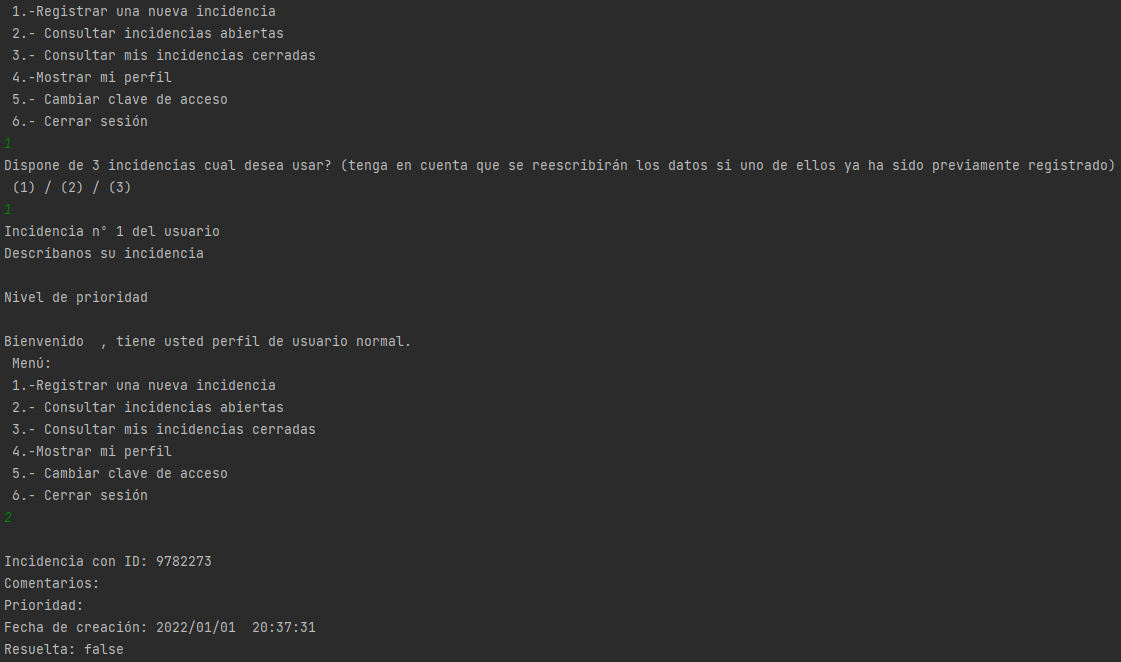 1.-Registrar una nueva incidencia
2.- Consultar incidencias abiertas
3.- Consultar mis incidencias cerradas
4.-Mostrar mi perfil
5.- Cambiar clave de acceso
6.- Cerrar sesión
1
Dispone de 3 incidencias cual desea usar? (tenga en cuenta que se reescribirán los datos si uno de ellos ya ha sido previamente registrado)
(1) / (2) / (3)
1
Incidencia n° 1 del usuario
Descríbanos su incidencia
Nivel de prioridad
Bienvenido  , tiene usted perfil de usuario normal.
Menú:
1.-Registrar una nueva incidencia
2.- Consultar incidencias abiertas
3.- Consultar mis incidencias cerradas
4.-Mostrar mi perfil
5.- Cambiar clave de acceso
6.- Cerrar sesión
2
Incidencia con ID: 9782273
Comentarios:
Prioridad:
Fecha de creación: 2022/01/01  20:37:31
Resuelta: false